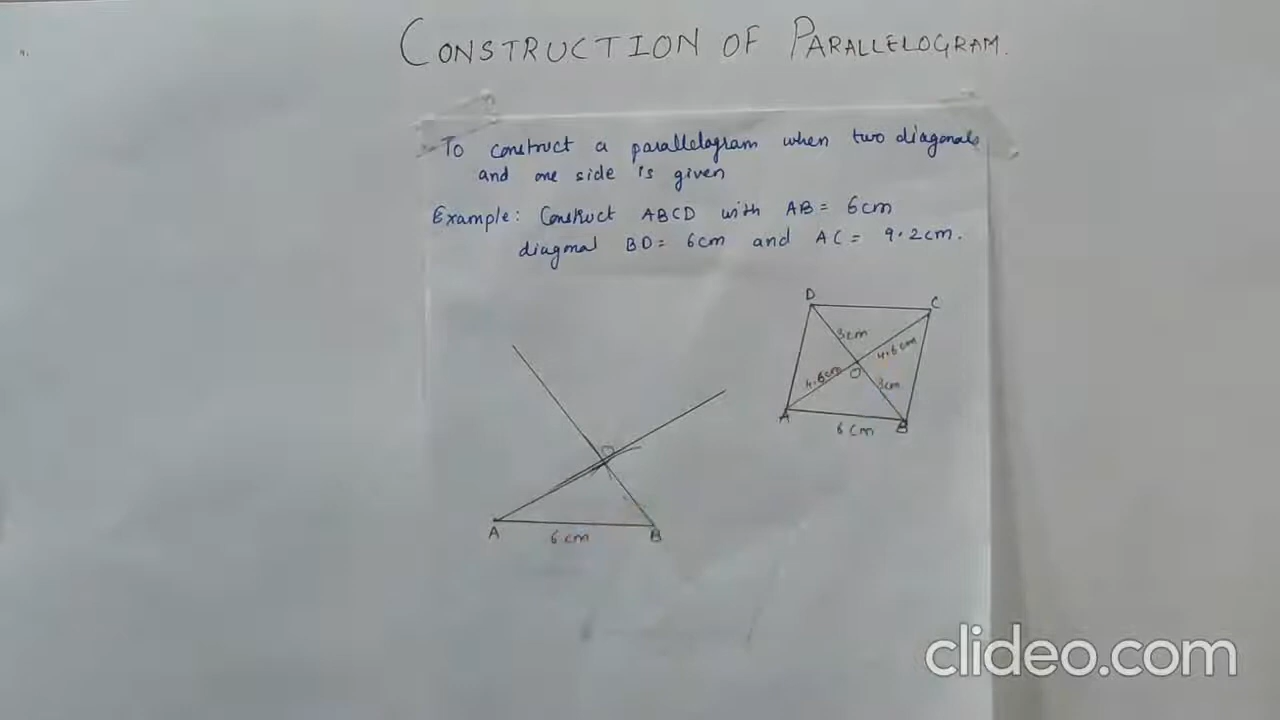 CONSTRUCTION OF PARALLELOGRAM.
To construct a parallelogram when two diagonals
and one side is given
Example: Construct ABCD with AB = 6cm
diagonal BD = 6cm and AC = 9.2cm.
D
C
3cm
4.6cm
4.6cm
O
3cm
A
B
6cm
O
A
B
6cm
clideo.com